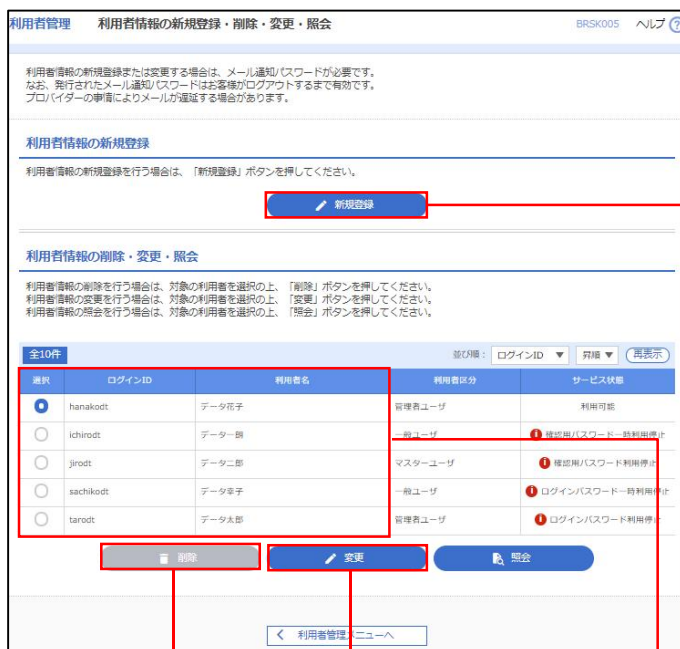 利用者管理 利用者情報の新規登録・削除・変更・照会 BRSK005 ヘルプ ?
利用者情報の新規登録または変更する場合は、メール通知パスワードが必要です。
なお、発行されたメール通知パスワードはお客様がログアウトするまで有効です。
プロバイダーの事情によりメールが遅延する場合があります。
利用者情報の新規登録
利用者情報の新規登録を行う場合は、「新規登録」ボタンを押してください。
新規登録
利用者情報の削除・変更・照会
利用者情報の削除を行う場合は、対象の利用者を選択の上、「削除」ボタンを押してください。
利用者情報の変更を行う場合は、対象の利用者を選択の上、「変更」ボタンを押してください。
利用者情報の照会を行う場合は、対象の利用者を選択の上、「照会」ボタンを押してください。
全10件 並び順: ログインID ▼ 昇順 ▼ 再表示
選択 ログインID 利用者名 利用者区分 サービス状態
hanakodt データ花子 管理者ユーザ 利用可能
ichirodt データ一朗 一般ユーザ 確認用パスワード一時利用停止
jirodt データ二郎 マスターユーザ 確認用パスワード利用停止
sachikodt データ幸子 一般ユーザ ログインパスワード一時利用停止
tarodt データ太郎 管理者ユーザ ログインパスワード利用停止
削除 変更 照会
利用者管理メニューへ